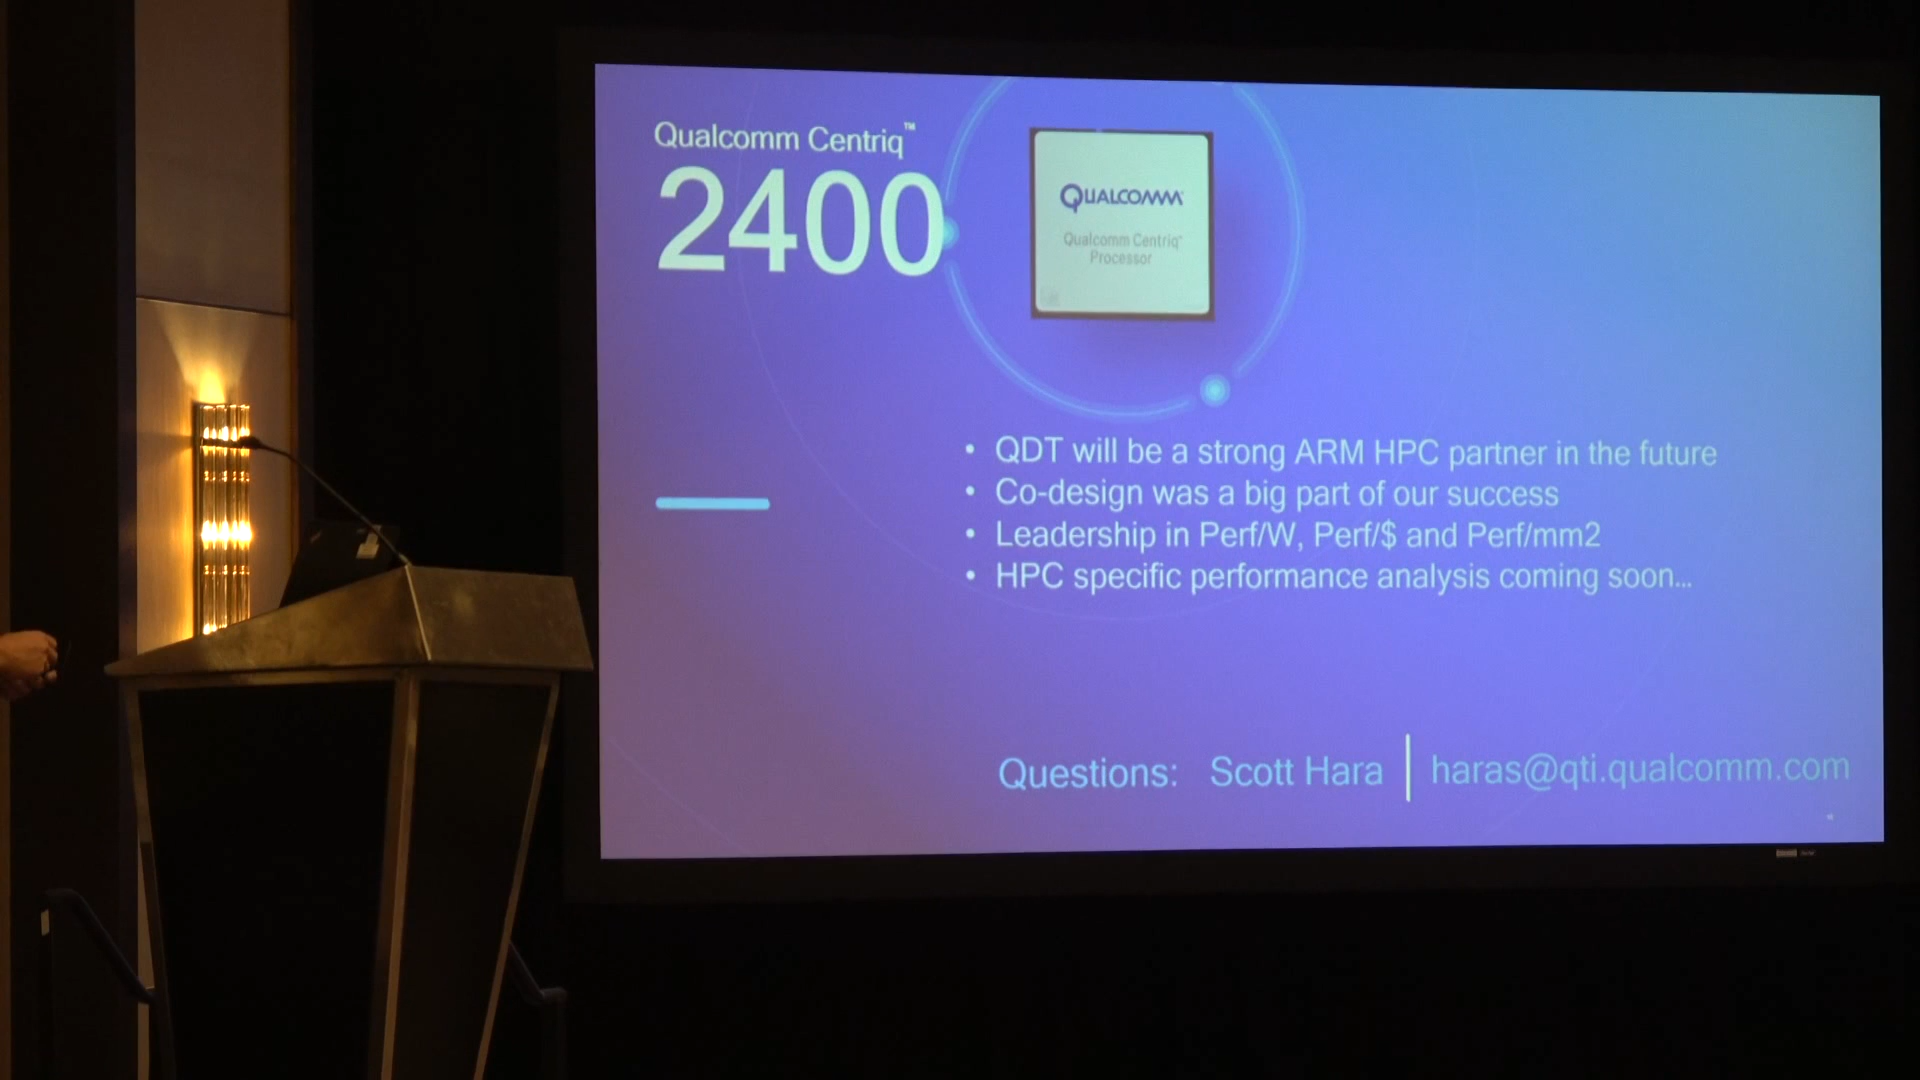 Qualcomm Centriq™
2400
QUALCOMM
Qualcomm Centriq™
Processor
• QDT will be a strong ARM HPC partner in the future
• Co-design was a big part of our success
• Leadership in Perf/W, Perf/$ and Perf/mm2
• HPC specific performance analysis coming soon...
Questions: Scott Hara | haras@qti.qualcomm.com